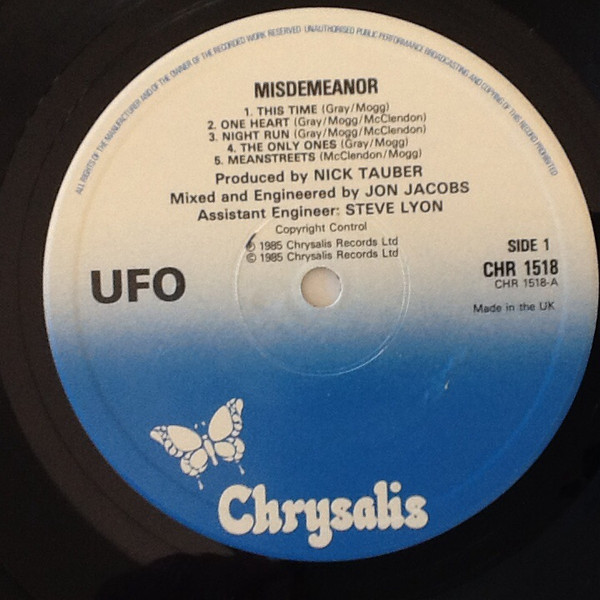 ALL RIGHTS OF THE MANUFACTURER AND OF THE OWNER OF THE RECORDED WORK RESERVED UNAUTHORISED PUBLIC PERFORMANCE BROADCASTING AND COPYING OF THIS RECORD PROHIBITED
MISDEMEANOR
1. THIS TIME (Gray/Mogg)
2. ONE HEART (Gray/Mogg/McClendon)
3. NIGHT RUN (Gray/Mogg/McClendon)
4. THE ONLY ONES (Gray/Mogg)
5. MEANSTREETS (McClendon/Mogg)
Produced by NICK TAUBER
Mixed and Engineered by JON JACOBS
Assistant Engineer: STEVE LYON
Copyright Control
℗ 1985 Chrysalis Records Ltd
© 1985 Chrysalis Records Ltd
UFO
SIDE 1
CHR 1518
CHR 1518-A
Made in the UK
Chrysalis